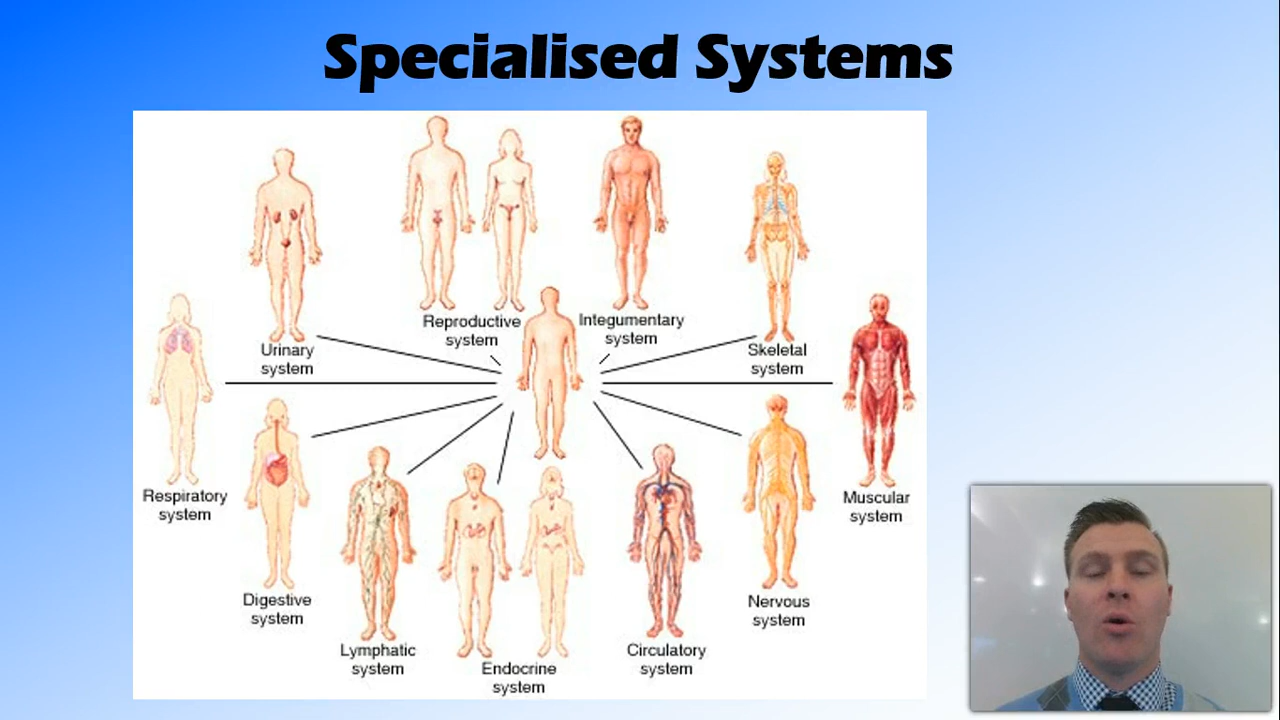 Specialised Systems
Reproductive
system
Integumentary
system
Urinary
system
Skeletal
system
Respiratory
system
Muscular
system
Digestive
system
Nervous
system
Lymphatic
system
Endocrine
system
Circulatory
system